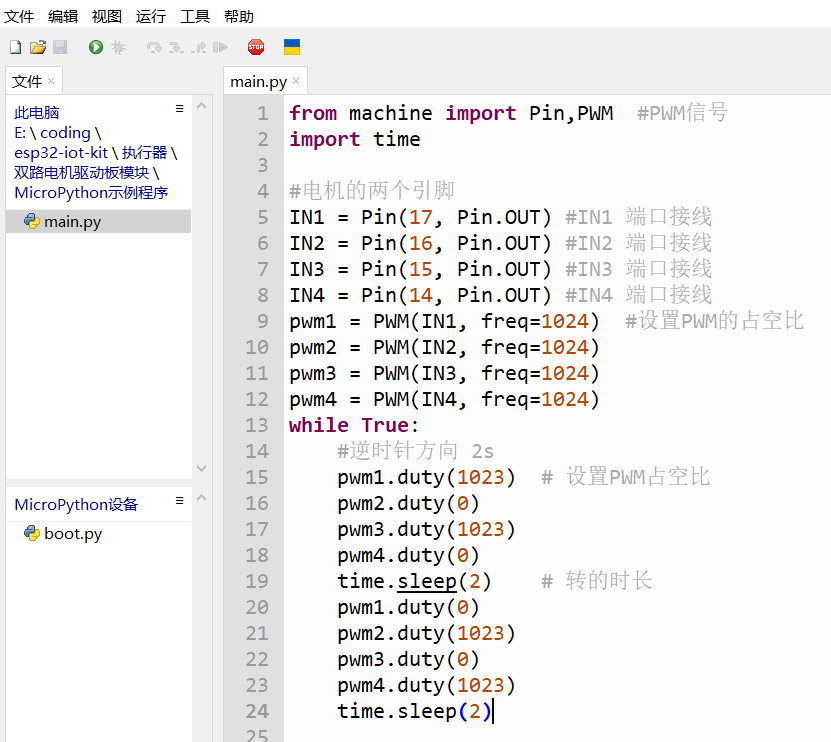 文件 编辑 视图 运行 工具 帮助
STOP
文件 ×
main.py ×
此电脑
E: \ coding \
esp32-iot-kit \ 执行器 \
双路电机驱动板模块 \
MicroPython示例程序
main.py
MicroPython设备
boot.py
1 from machine import Pin,PWM  #PWM信号
2 import time
3
4 #电机的两个引脚
5 IN1 = Pin(17, Pin.OUT) #IN1 端口接线
6 IN2 = Pin(16, Pin.OUT) #IN2 端口接线
7 IN3 = Pin(15, Pin.OUT) #IN3 端口接线
8 IN4 = Pin(14, Pin.OUT) #IN4 端口接线
9 pwm1 = PWM(IN1, freq=1024)  #设置PWM的占空比
10 pwm2 = PWM(IN2, freq=1024)
11 pwm3 = PWM(IN3, freq=1024)
12 pwm4 = PWM(IN4, freq=1024)
13 while True:
14     #逆时针方向 2s
15     pwm1.duty(1023)  # 设置PWM占空比
16     pwm2.duty(0)
17     pwm3.duty(1023)
18     pwm4.duty(0)
19     time.sleep(2)    # 转的时长
20     pwm1.duty(0)
21     pwm2.duty(1023)
22     pwm3.duty(0)
23     pwm4.duty(1023)
24     time.sleep(2)
25